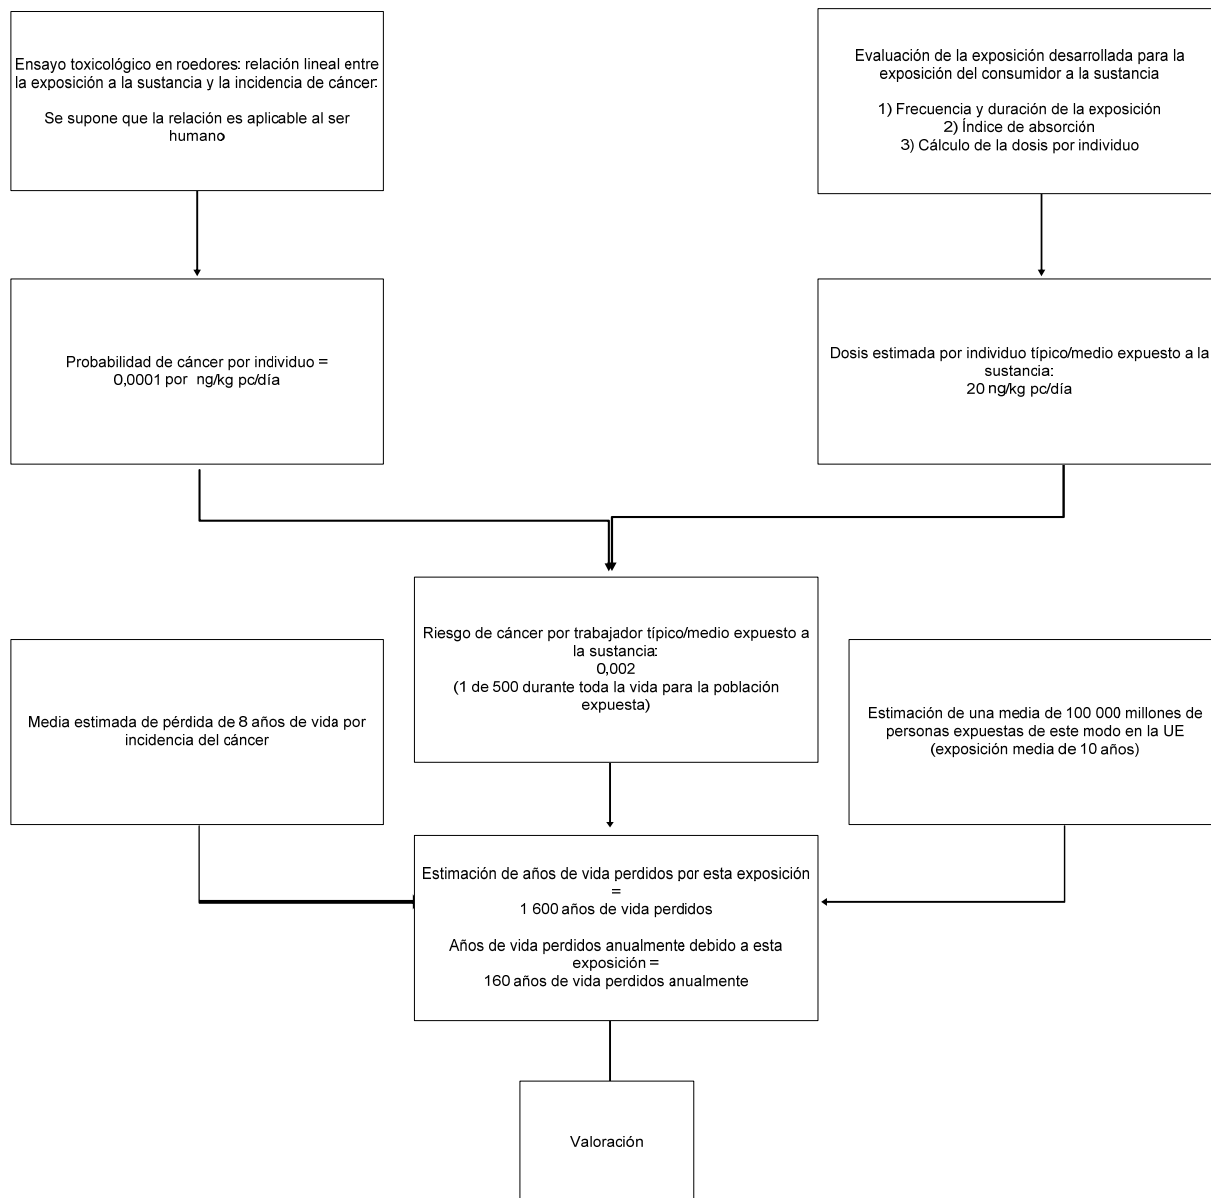 Ensayo toxicológico en roedores: relación lineal entre
la exposición a la sustancia y la incidencia de cáncer:
Se supone que la relación es aplicable al ser
humano
Evaluación de la exposición desarrollada para la
exposición del consumidor a la sustancia
1) Frecuencia y duración de la exposición
2) Índice de absorción
3) Cálculo de la dosis por individuo
Probabilidad de cáncer por individuo =
0,0001 por ng/kg pc/día
Dosis estimada por individuo típico/medio expuesto a la
sustancia:
20 ng/kg pc/día
Riesgo de cáncer por trabajador típico/medio expuesto a
la sustancia:
0,002
(1 de 500 durante toda la vida para la población
expuesta)
Media estimada de pérdida de 8 años de vida por
incidencia del cáncer
Estimación de una media de 100 000 millones de
personas expuestas de este modo en la UE
(exposición media de 10 años)
Estimación de años de vida perdidos por esta exposición
=
1 600 años de vida perdidos
Años de vida perdidos anualmente debido a esta
exposición =
160 años de vida perdidos anualmente
Valoración